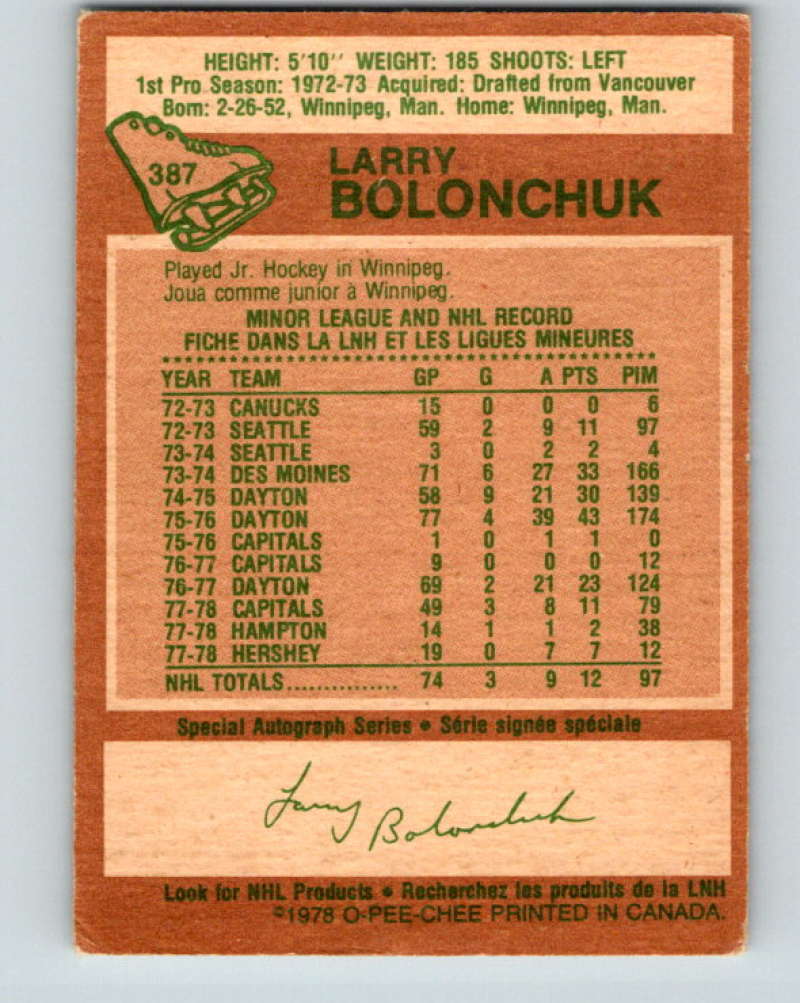 HEIGHT: 5'10'' WEIGHT: 185 SHOOTS: LEFT
1st Pro Season: 1972-73 Acquired: Drafted from Vancouver
Born: 2-26-52, Winnipeg, Man. Home: Winnipeg, Man.
387
LARRY
BOLONCHUK
Played Jr. Hockey in Winnipeg.
Joua comme junior à Winnipeg.
MINOR LEAGUE AND NHL RECORD
FICHE DANS LA LNH ET LES LIGUES MINEURES
YEAR TEAM GP G A PTS PIM
72-73 CANUCKS 15 0 0 0 6
72-73 SEATTLE 59 2 9 11 97
73-74 SEATTLE 3 0 2 2 4
73-74 DES MOINES 71 6 27 33 166
74-75 DAYTON 58 9 21 30 139
75-76 DAYTON 77 4 39 43 174
75-76 CAPITALS 1 0 1 1 0
76-77 CAPITALS 9 0 0 0 12
76-77 DAYTON 69 2 21 23 124
77-78 CAPITALS 49 3 8 11 79
77-78 HAMPTON 14 1 1 2 38
77-78 HERSHEY 19 0 7 7 12
NHL TOTALS............... 74 3 9 12 97
Special Autograph Series • Série signée spéciale
Larry Bolonchuk
Look for NHL Products • Recherchez les produits de la LNH
©1978 O-PEE-CHEE PRINTED IN CANADA.